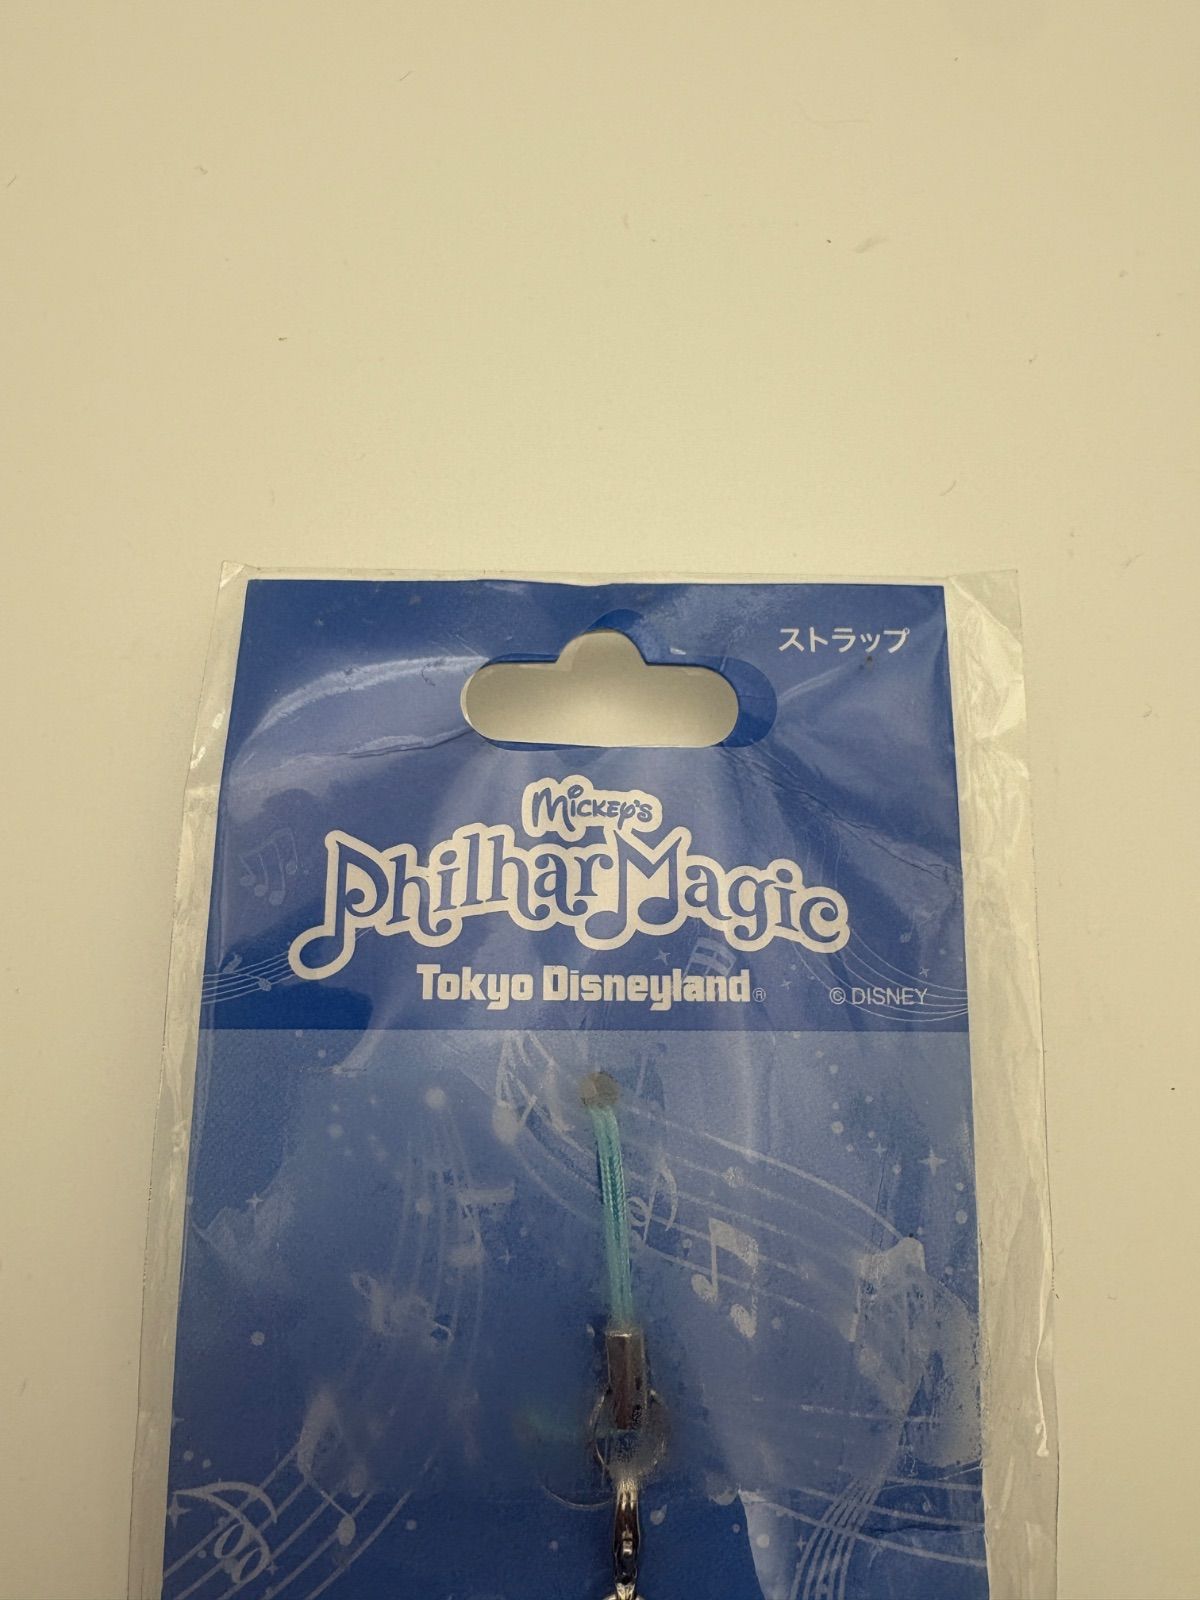 ストラップ
Mickey's
PhilharMagic
Tokyo Disneyland®
© DISNEY